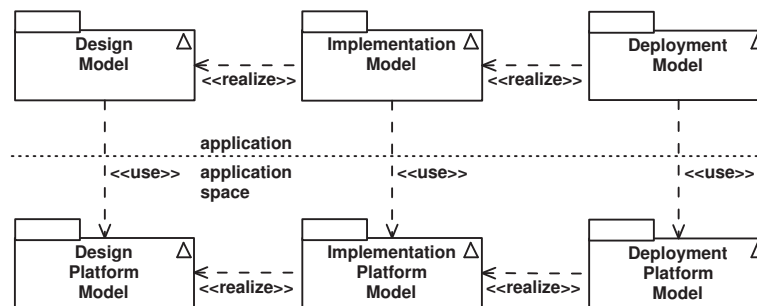 Design
Model
Implementation
Model
Deployment
Model
<<realize>>
<<realize>>
application
application
space
<<use>>
<<use>>
<<use>>
Design
Platform
Model
Implementation
Platform
Model
Deployment
Platform
Model
<<realize>>
<<realize>>